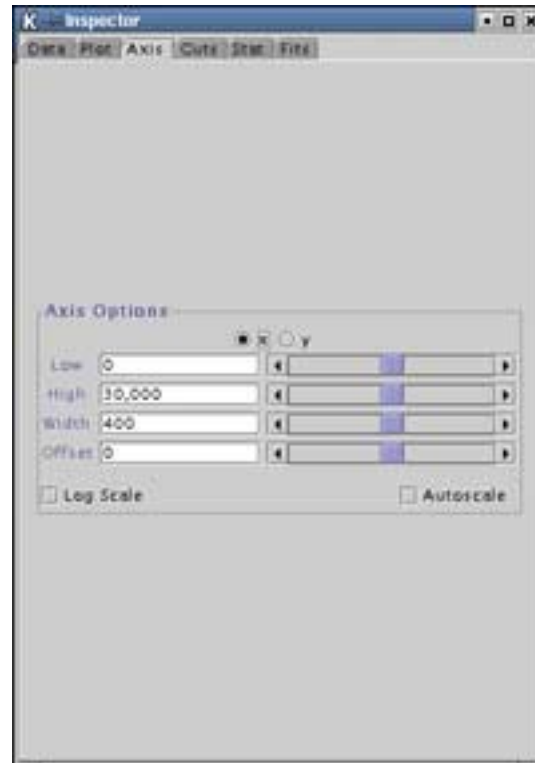 K Inspector
Data Plot Axis Cuts Stat Fits
Axis Options
x y
Low 0
High 30,000
Width 400
Offset 0
Log Scale Autoscale